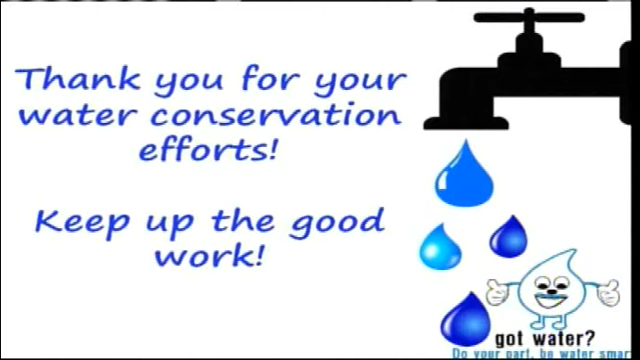 Thank you for your
water conservation
efforts!
Keep up the good
work!
got water?
Do your part, be water smar